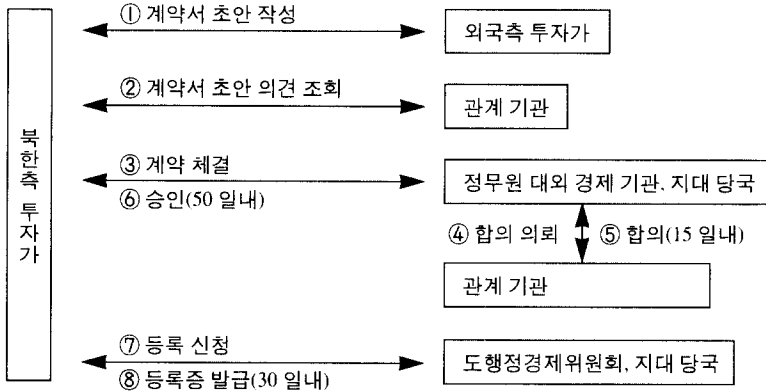 ① 계약서 초안 작성
외국측 투자가
② 계약서 초안 의견 조회
관계 기관
북한측 투자가
③ 계약 체결
⑥ 승인(50 일내)
정무원 대외 경제 기관, 지대 당국
④ 합의 의뢰
⑤ 합의(15 일내)
관계 기관
⑦ 등록 신청
⑧ 등록증 발급(30 일내)
도행정경제위원회, 지대 당국